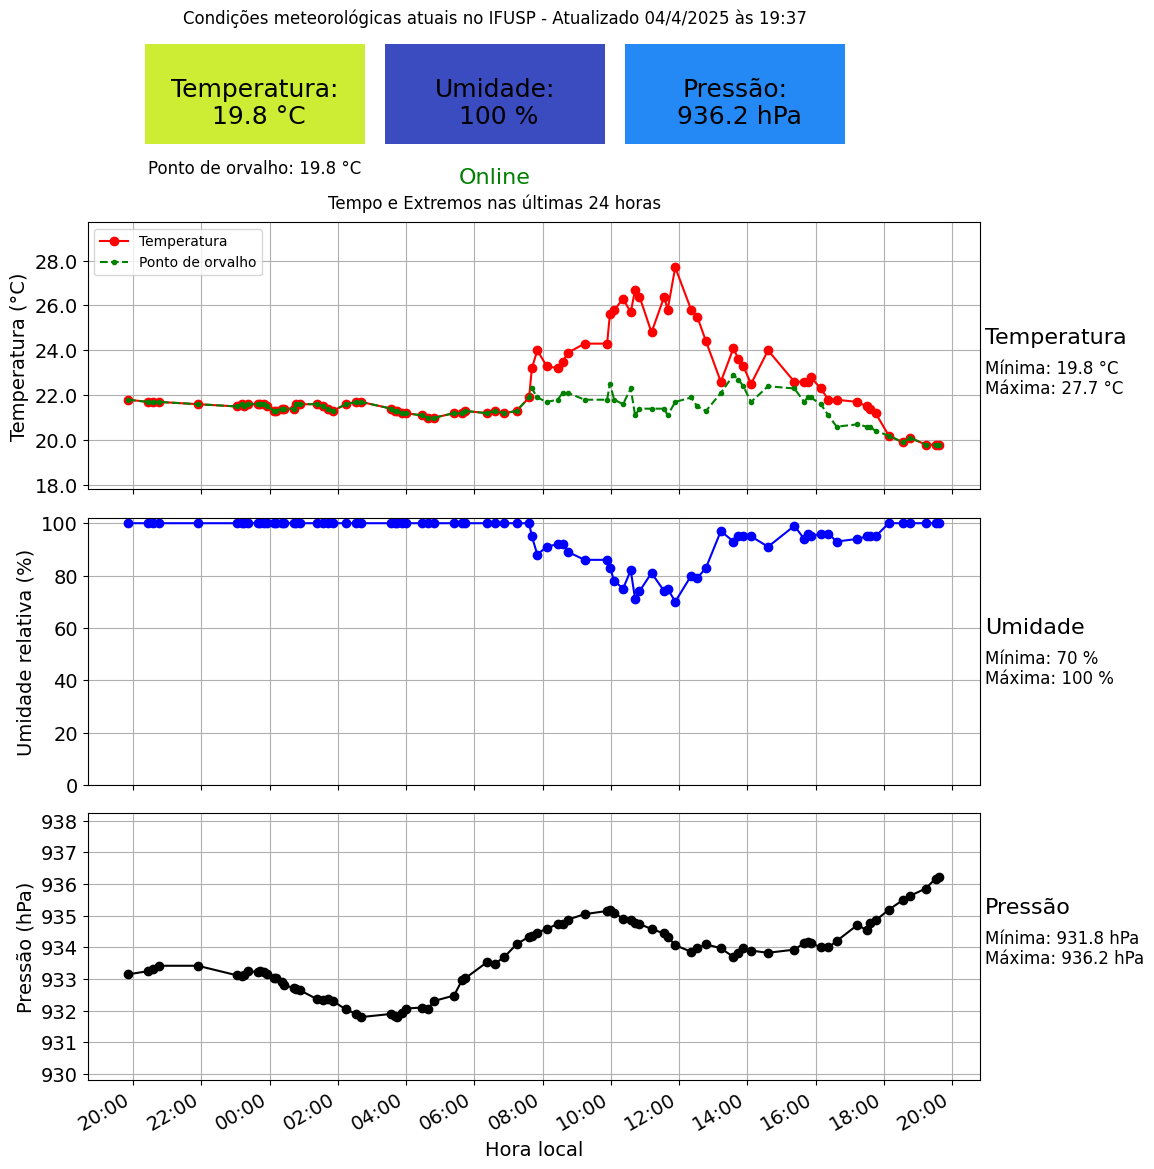 Condições meteorológicas atuais no IFUSP - Atualizado 04/4/2025 às 19:37
Temperatura:
19.8 °C
Umidade:
100 %
Pressão:
936.2 hPa
Ponto de orvalho: 19.8 °C
Online
Tempo e Extremos nas últimas 24 horas
Temperatura (°C)
28.0
26.0
24.0
22.0
20.0
18.0
Temperatura
Ponto de orvalho
Temperatura
Mínima: 19.8 °C
Máxima: 27.7 °C
Umidade relativa (%)
100
80
60
40
20
0
Umidade
Mínima: 70 %
Máxima: 100 %
Pressão (hPa)
938
937
936
935
934
933
932
931
930
Pressão
Mínima: 931.8 hPa
Máxima: 936.2 hPa
20:00
22:00
00:00
02:00
04:00
06:00
08:00
10:00
12:00
14:00
16:00
18:00
20:00
Hora local